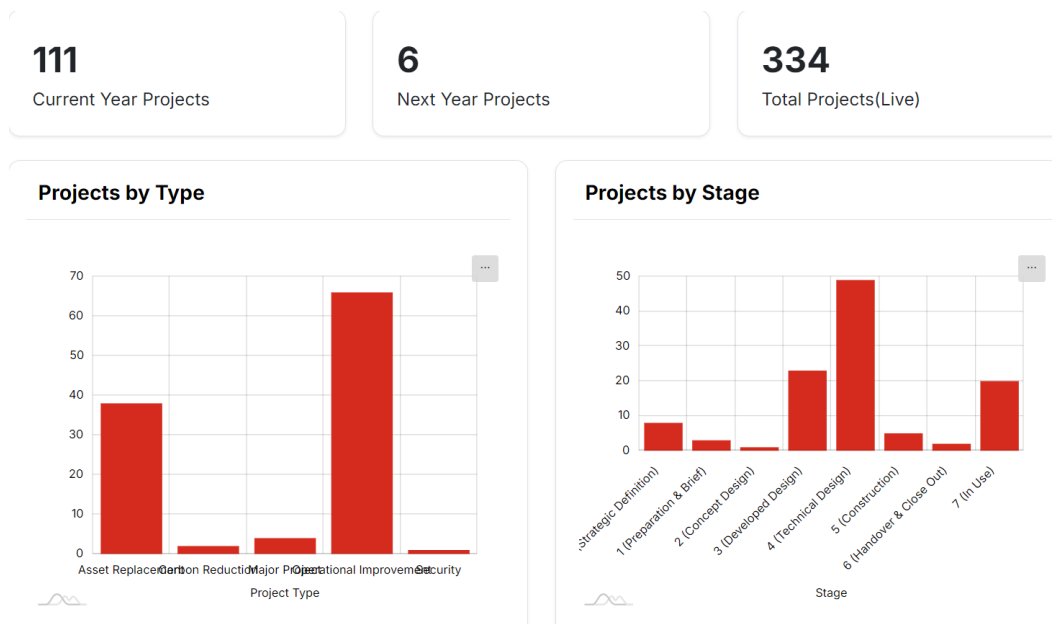 111
Current Year Projects
6
Next Year Projects
334
Total Projects(Live)
Projects by Type
...
70
60
50
40
30
20
10
0
Asset Replacement
Carbon Reduction
Major Project
Operational Improvement
Security
Project Type
Projects by Stage
...
50
40
30
20
10
0
Strategic Definition)
1 (Preparation & Brief)
2 (Concept Design)
3 (Developed Design)
4 (Technical Design)
5 (Construction)
6 (Handover & Close Out)
7 (In Use)
Stage